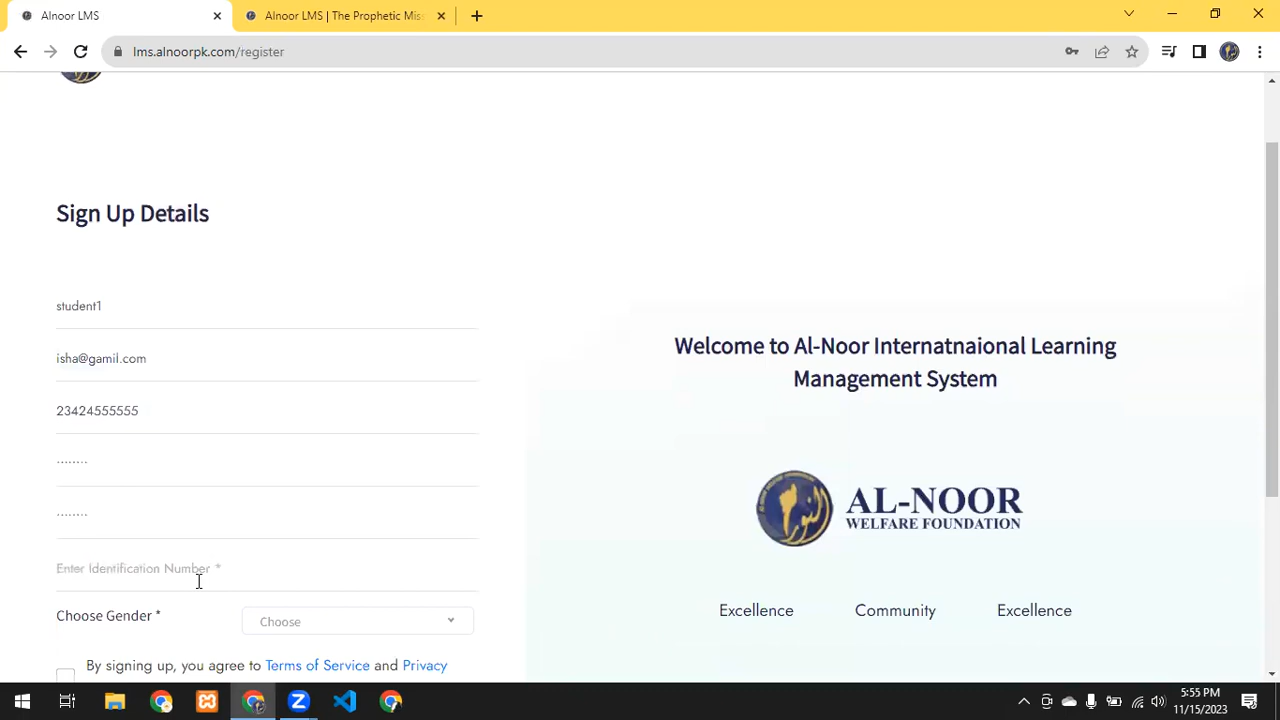 Alnoor LMS
Alnoor LMS | The Prophetic Mis
lms.alnoorpk.com/register
Sign Up Details
student1
isha@gamil.com
23424555555
........
........
Enter Identification Number *
Choose Gender *
Choose
By signing up, you agree to Terms of Service and Privacy
Welcome to Al-Noor Internatnaional Learning
Management System
AL-NOOR
WELFARE FOUNDATION
Excellence
Community
Excellence
5:55 PM
11/15/2023